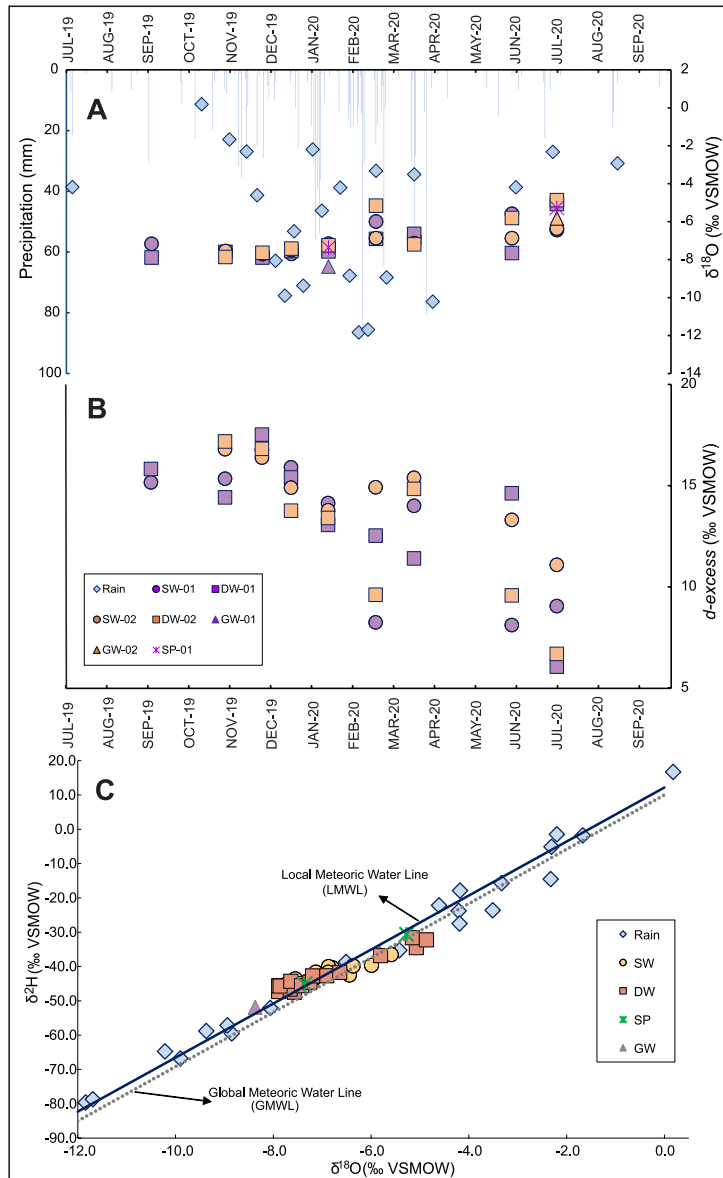 JUL-19 AUG-19 SEP-19 OCT-19 NOV-19 DEC-19 JAN-20 FEB-20 MAR-20 APR-20 MAY-20 JUN-20 JUL-20 AUG-20 SEP-20
A
Precipitation (mm)
0
20
40
60
80
100
2
0
-2
-4
-6
-8
-10
-12
-14
δ18O (‰ VSMOW)
B
20
15
10
5
d-excess (‰ VSMOW)
Rain SW-01 DW-01
SW-02 DW-02 GW-01
GW-02 SP-01
JUL-19 AUG-19 SEP-19 OCT-19 NOV-19 DEC-19 JAN-20 FEB-20 MAR-20 APR-20 MAY-20 JUN-20 JUL-20 AUG-20 SEP-20
C
δ2H (‰ VSMOW)
20.0
10.0
0.0
-10.0
-20.0
-30.0
-40.0
-50.0
-60.0
-70.0
-80.0
-90.0
Local Meteoric Water Line
(LMWL)
Rain
SW
DW
SP
GW
Global Meteoric Water Line
(GMWL)
-12.0 -10.0 -8.0 -6.0 -4.0 -2.0 0.0
δ18O(‰ VSMOW)